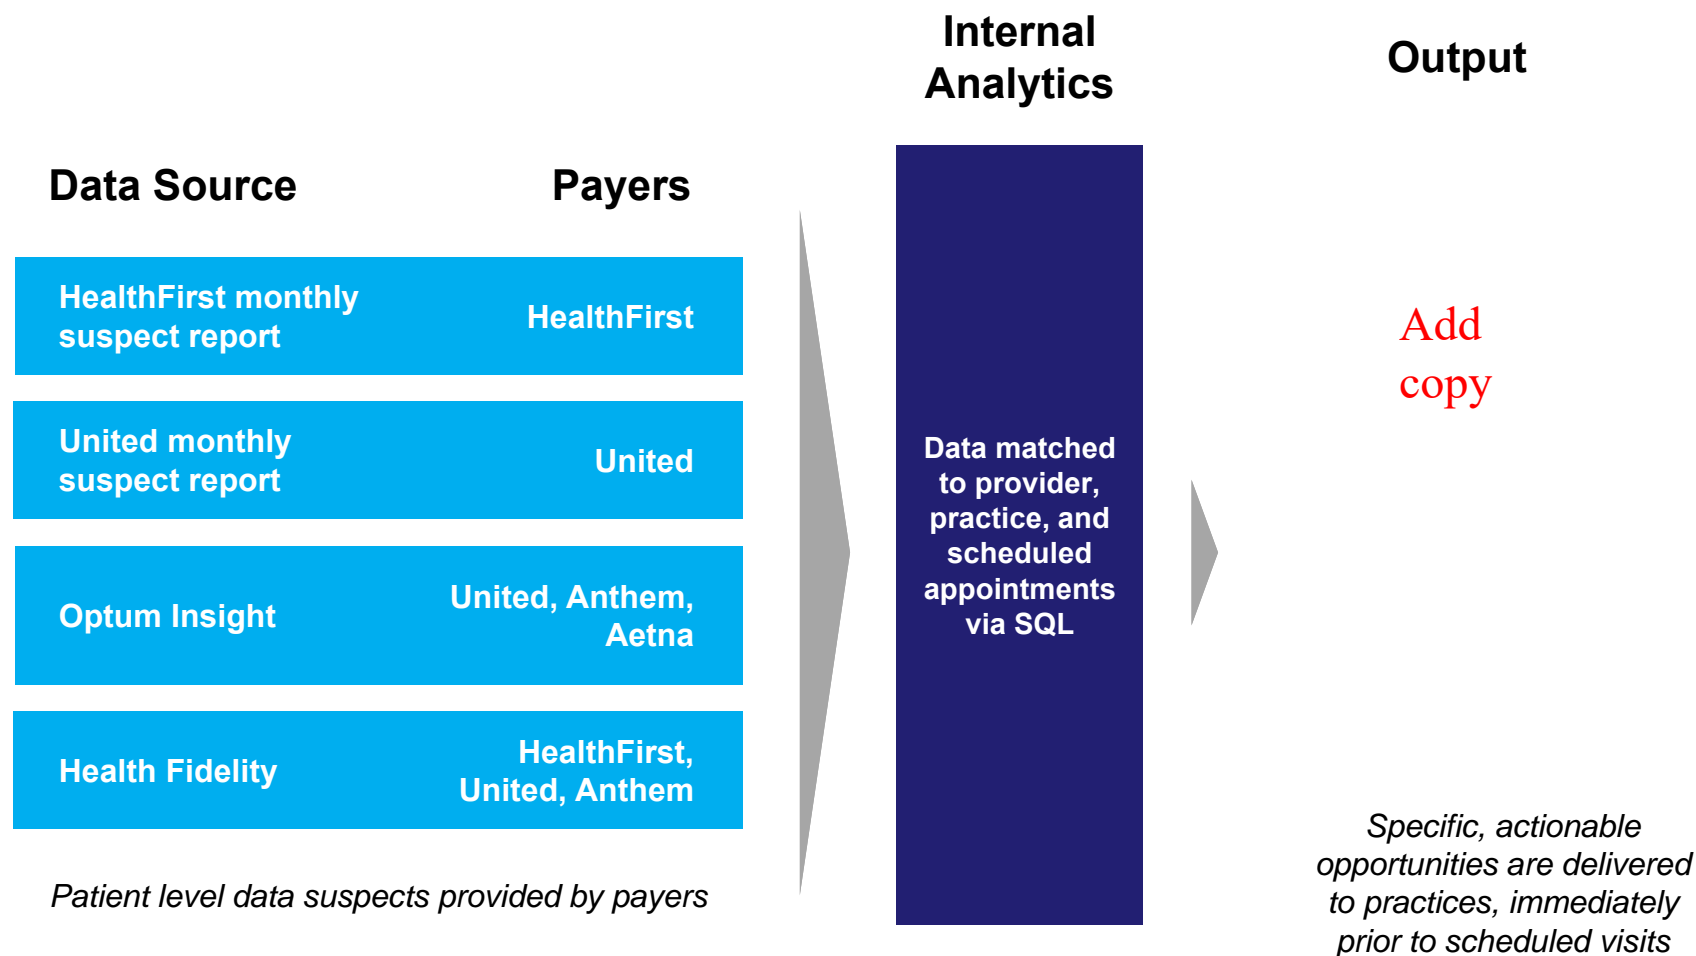 Internal
Analytics
Output
Data Source
Payers
HealthFirst monthly
suspect report
HealthFirst
United monthly
suspect report
United
Optum Insight
United, Anthem,
Aetna
Health Fidelity
HealthFirst,
United, Anthem
Patient level data suspects provided by payers
Data matched
to provider,
practice, and
scheduled
appointments
via SQL
Add
copy
Specific, actionable
opportunities are delivered
to practices, immediately
prior to scheduled visits